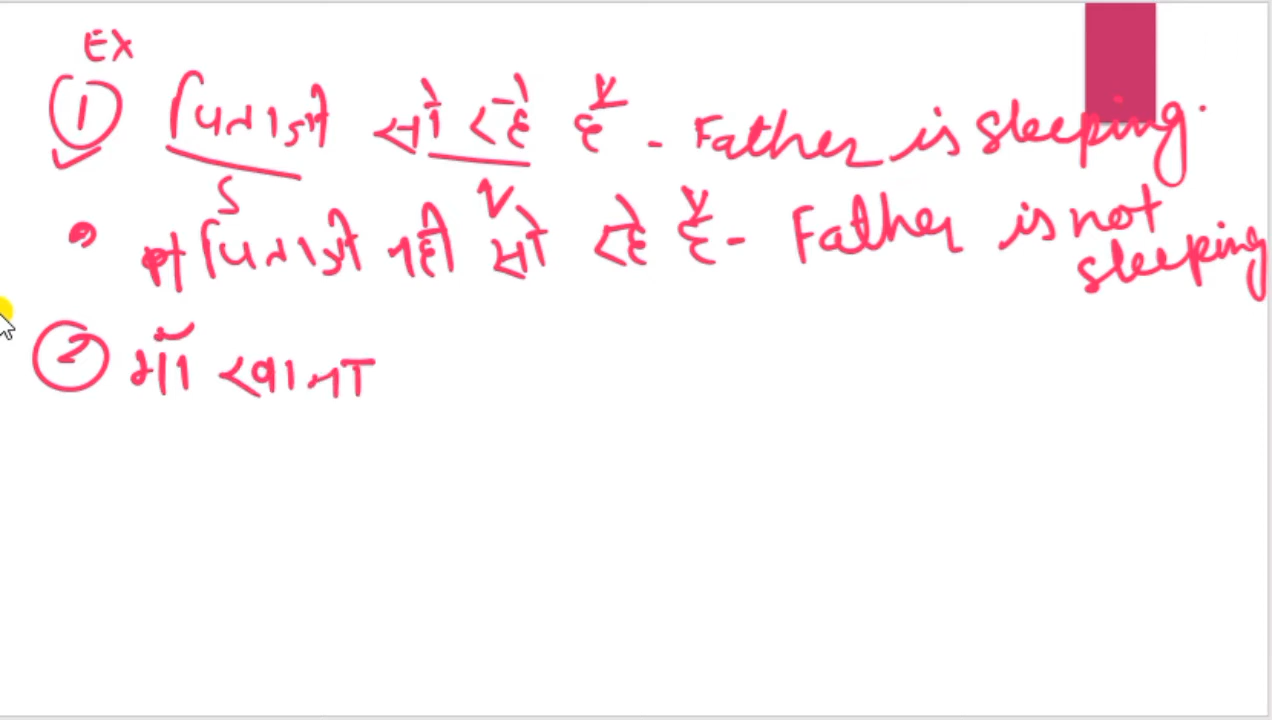 Ex
① पिताजी सो रहे हैं - Father is sleeping.
S V
पिताजी नहीं सो रहे हैं - Father is not sleeping
② माँ खाना